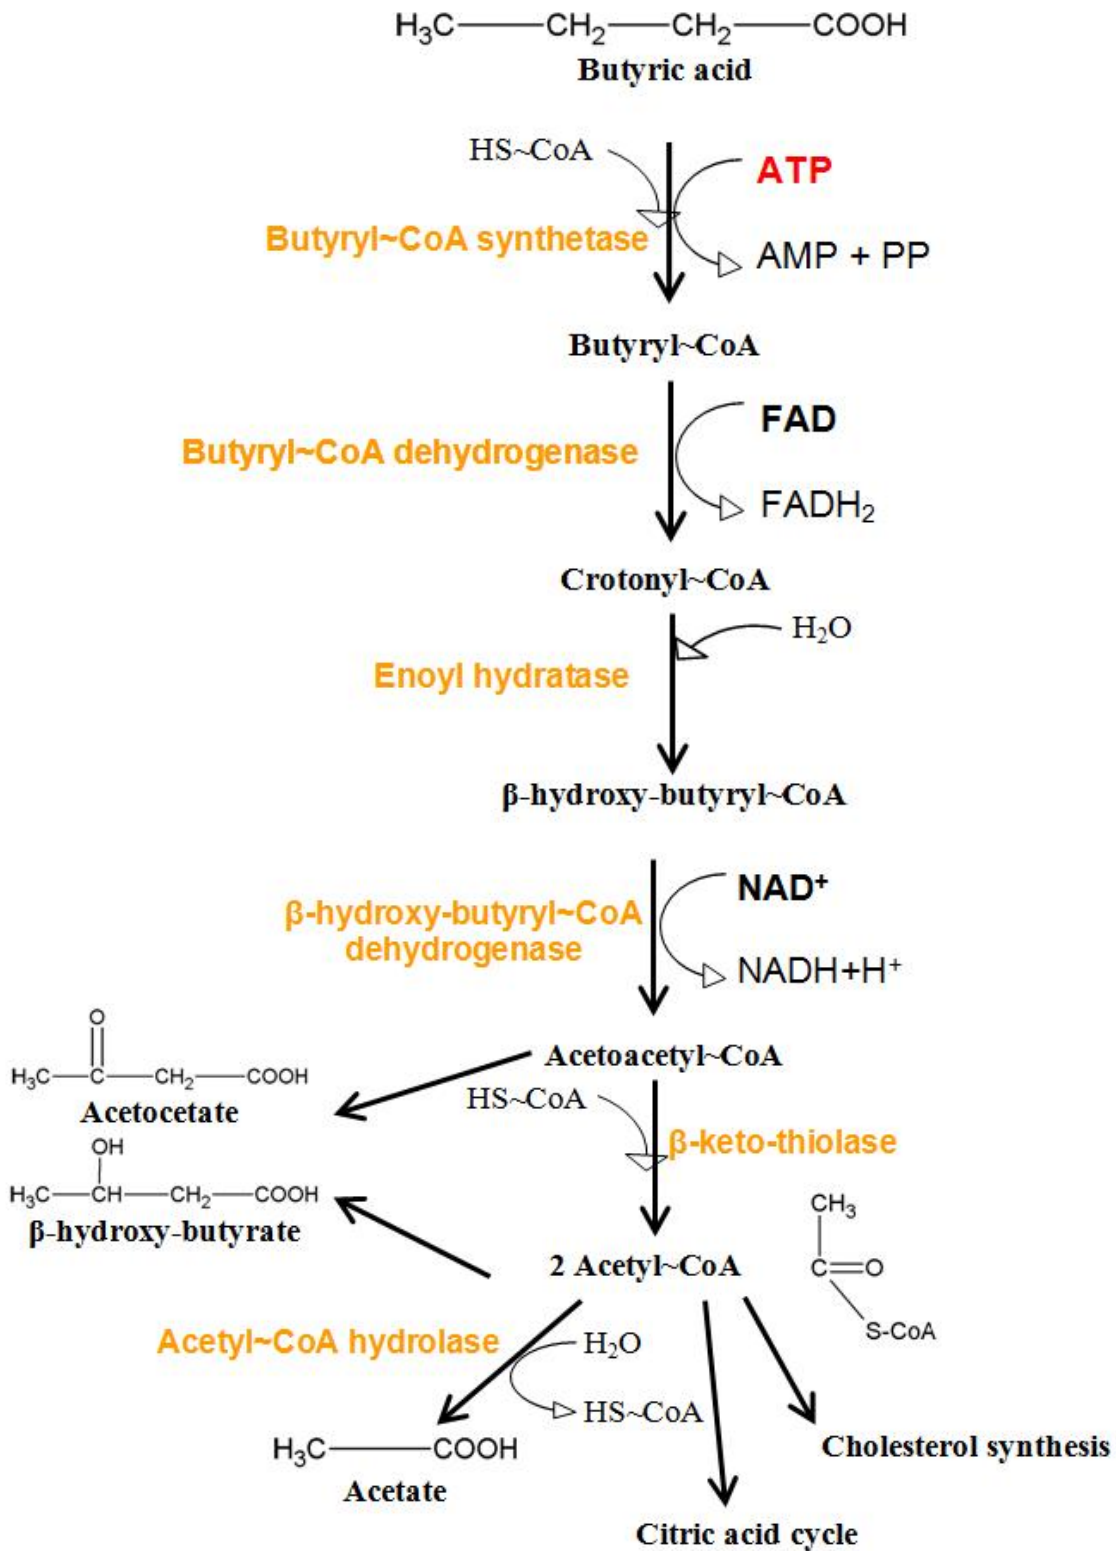 H₃C—CH₂—CH₂—COOH
Butyric acid
HS~CoA
ATP
Butyryl~CoA synthetase
AMP + PP
Butyryl~CoA
FAD
Butyryl~CoA dehydrogenase
FADH₂
Crotonyl~CoA
H₂O
Enoyl hydratase
β-hydroxy-butyryl~CoA
NAD⁺
β-hydroxy-butyryl~CoA
dehydrogenase
NADH+H⁺
Acetoacetyl~CoA
O
H₃C—C—CH₂—COOH
Acetocetate
HS~CoA
β-keto-thiolase
OH
H₃C—CH—CH₂—COOH
β-hydroxy-butyrate
2 Acetyl~CoA
CH₃
C=O
S-CoA
Acetyl~CoA hydrolase
H₂O
HS~CoA
H₃C—COOH
Acetate
Cholesterol synthesis
Citric acid cycle